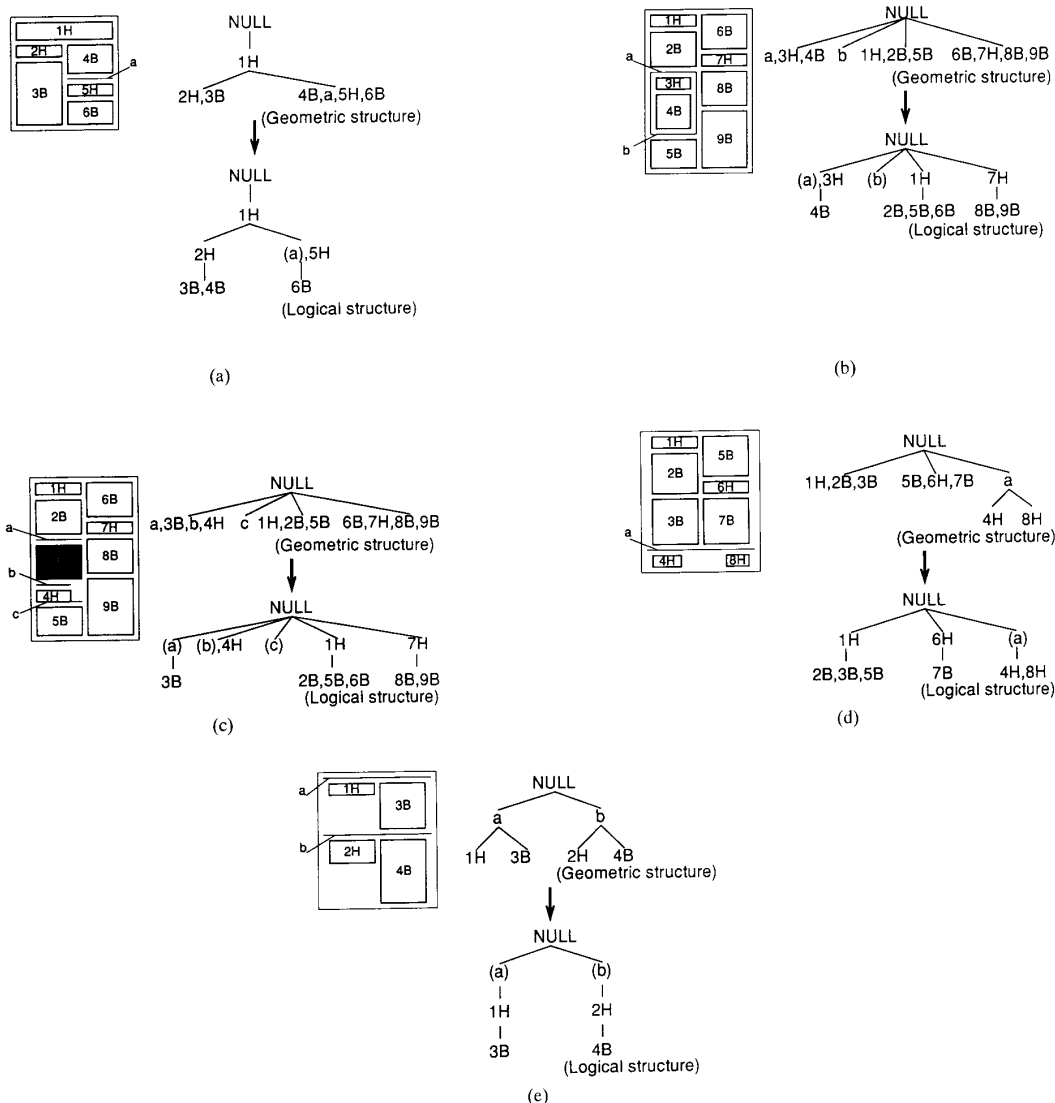 1H
2H
4B
a
3B
5H
6B
NULL
1H
2H,3B 4B,a,5H,6B
(Geometric structure)
NULL
1H
2H (a),5H
3B,4B 6B
(Logical structure)
(a)
1H
6B
2B
a
7H
3H
8B
4B
b
9B
5B
NULL
a,3H,4B b 1H,2B,5B 6B,7H,8B,9B
(Geometric structure)
NULL
(a),3H (b) 1H 7H
4B 2B,5B,6B 8B,9B
(Logical structure)
(b)
1H
6B
2B
a
7H
8B
b
4H
c
9B
5B
NULL
a,3B,b,4H c 1H,2B,5B 6B,7H,8B,9B
(Geometric structure)
NULL
(a) (b),4H (c) 1H 7H
3B 2B,5B,6B 8B,9B
(Logical structure)
(c)
1H
5B
2B
6H
3B 7B
a
4H 8H
NULL
1H,2B,3B 5B,6H,7B a
4H 8H
(Geometric structure)
NULL
1H 6H (a)
2B,3B,5B 7B 4H,8H
(Logical structure)
(d)
a
1H
3B
b
2H
4B
NULL
a b
1H 3B 2H 4B
(Geometric structure)
NULL
(a) (b)
1H 2H
3B 4B
(Logical structure)
(e)